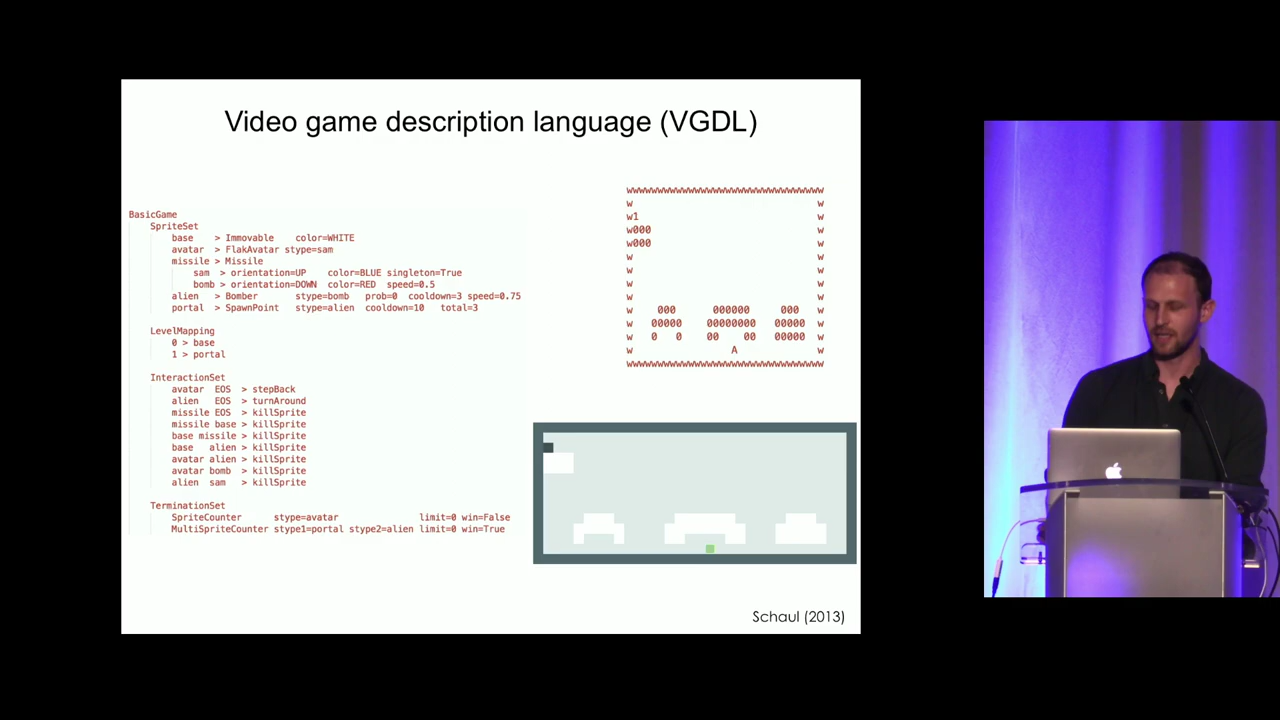 Video game description language (VGDL)
BasicGame
SpriteSet
base > Immovable color=WHITE
avatar > FlakAvatar stype=sam
missile > Missile
sam > orientation=UP color=BLUE singleton=True
bomb > orientation=DOWN color=RED speed=0.5
alien > Bomber stype=bomb prob=0 cooldown=3 speed=0.75
portal > SpawnPoint stype=alien cooldown=10 total=3
LevelMapping
0 > base
1 > portal
InteractionSet
avatar EOS > stepBack
alien EOS > turnAround
missile EOS > killSprite
missile base > killSprite
base missile > killSprite
base alien > killSprite
avatar alien > killSprite
avatar bomb > killSprite
alien sam > killSprite
TerminationSet
SpriteCounter stype=avatar limit=0 win=False
MultiSpriteCounter stype1=portal stype2=alien limit=0 win=True
wwwwwwwwwwwwwwwwwwwwwwwwwwwwwwww
w w
w1 w
w000 w
w000 w
w w
w w
w w
w w
w 000 000000 000 w
w 00000 00000000 00000 w
w 0 0 00 00 00000 w
w A w
wwwwwwwwwwwwwwwwwwwwwwwwwwwwwwww
Schaul (2013)